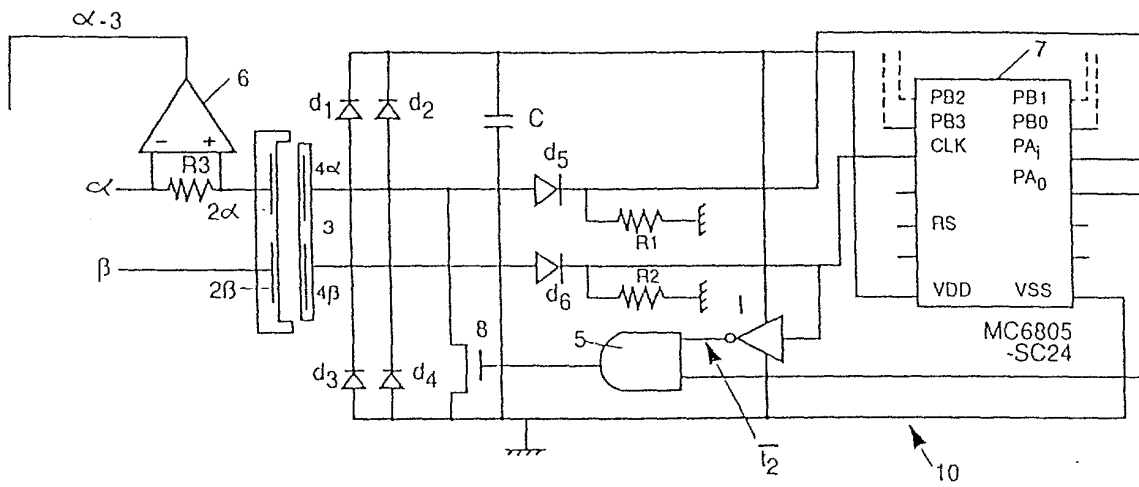 α-3
6
7
d1
d2
C
PB2
PB1
PB3
PB0
CLK
PAi
PA0
d5
R3
4α
α
2α
3
R1
RS
β
R2
2β
4β
d6
VDD
VSS
I
8
5
MC6805
-SC24
d3
d4
t2
10